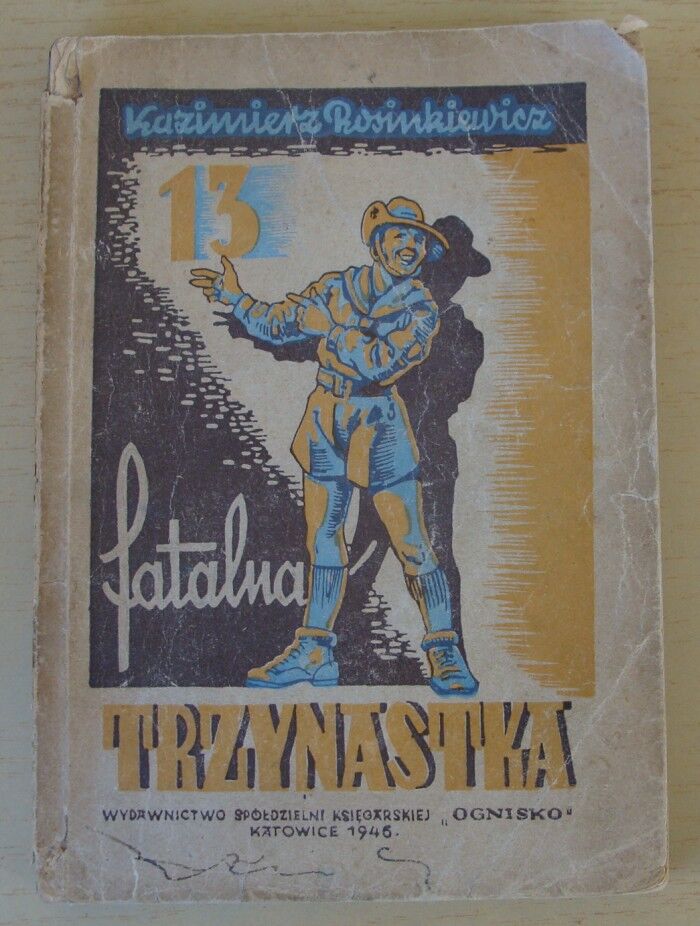 Kazimierz Rosinkiewicz
13
fatalna
TRZYNASTKA
WYDAWNICTWO SPÓŁDZIELNI KSIĘGARSKIEJ „OGNISKO"
KATOWICE 1946.